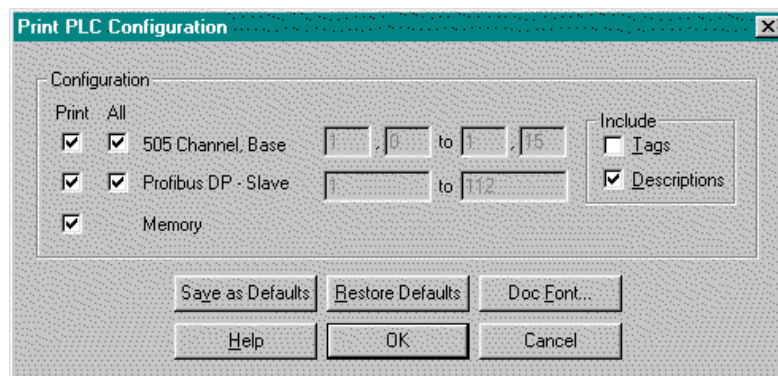 Print PLC Configuration
Configuration
Print All
505 Channel, Base 1 , 0 to 1 , 15
Profibus DP - Slave 1 to 112
Memory
Include
Tags
Descriptions
Save as Defaults Restore Defaults Doc Font...
Help OK Cancel